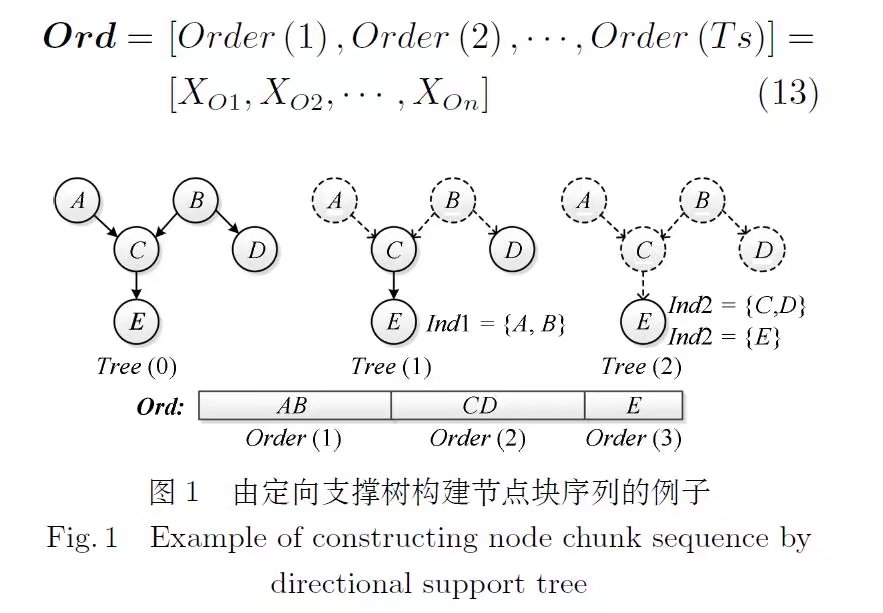 Ord = [Order (1) , Order (2) , · · · , Order (Ts)] =
[X_{O1}, X_{O2}, · · · , X_{On}] (13)
A B A B A B
C D C D C D
E E Ind1 = {A, B} E Ind2 = {C,D}
Ind2 = {E}
Tree (0) Tree (1) Tree (2)
Ord: AB CD E
Order (1) Order (2) Order (3)
图 1 由定向支撑树构建节点块序列的例子
Fig. 1 Example of constructing node chunk sequence by
directional support tree